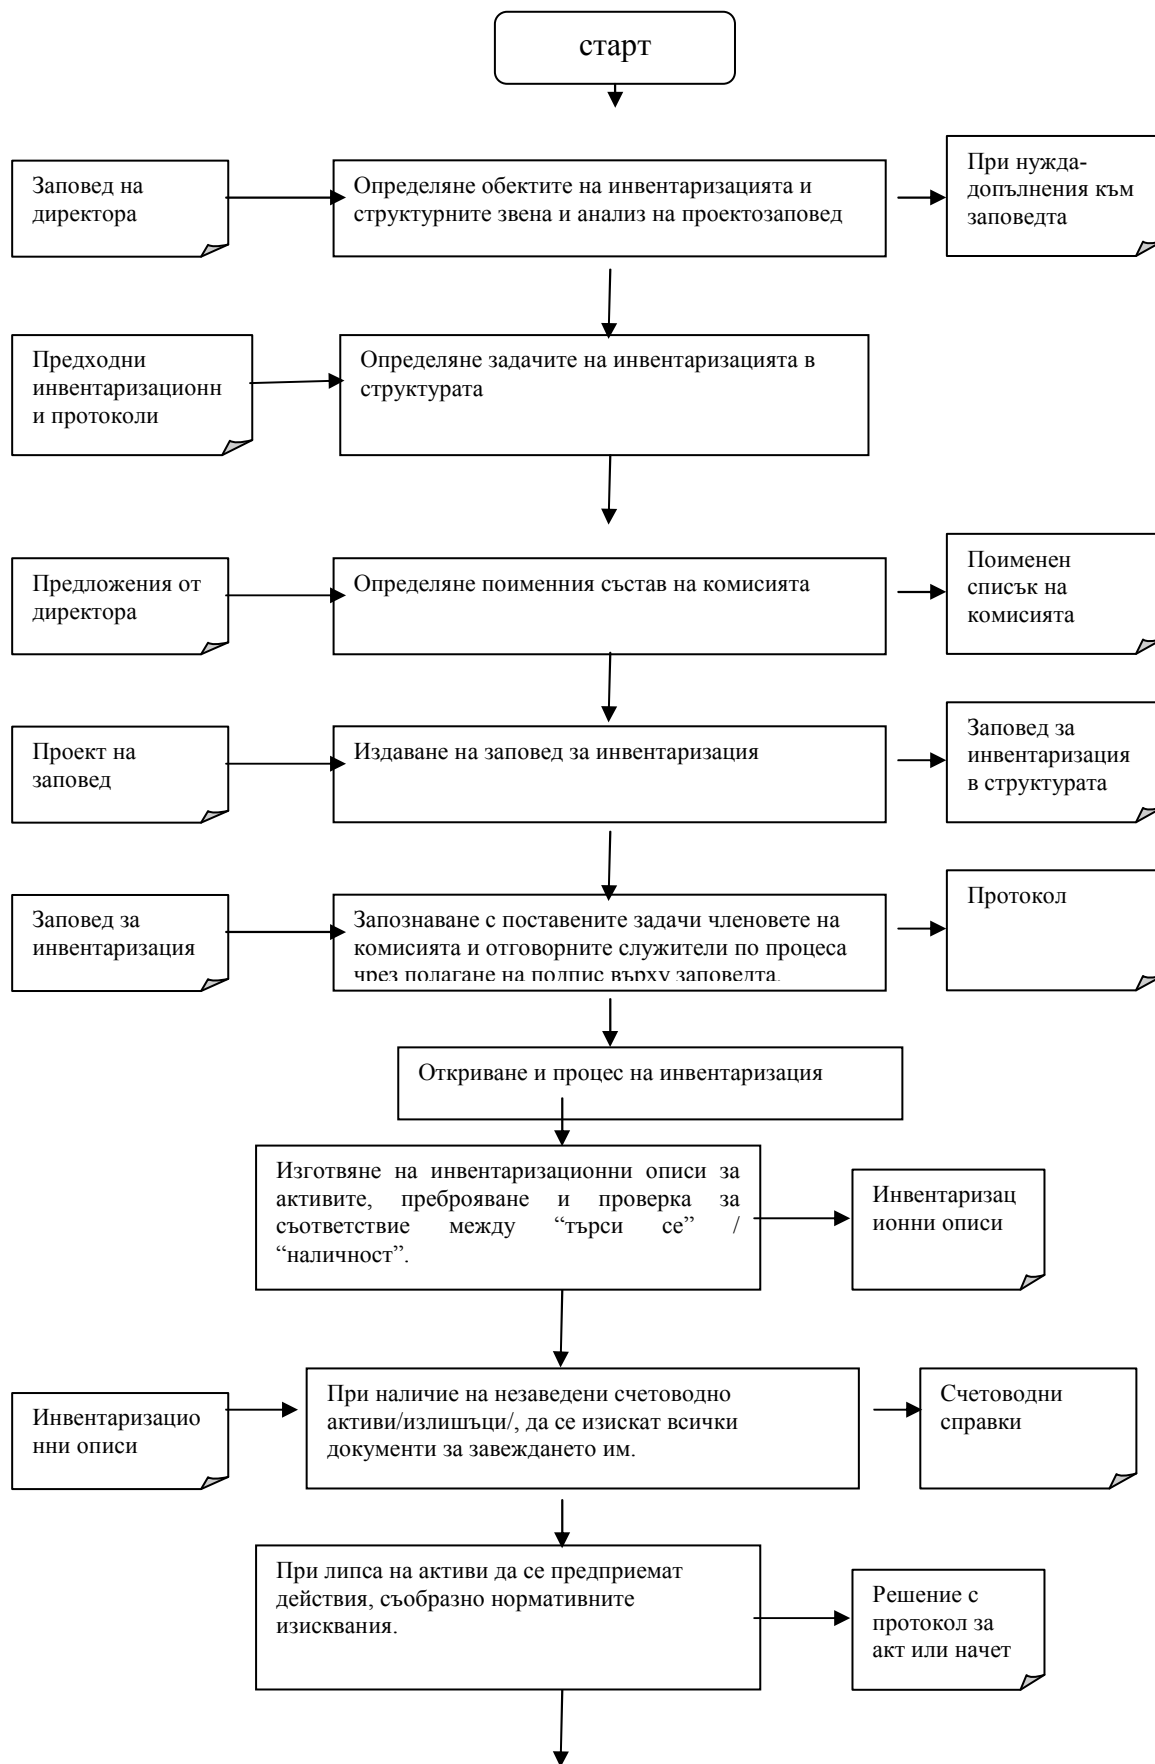 старт
Заповед на
директора
Определяне обектите на инвентаризацията и
структурните звена и анализ на проектозаповед
При нужда-
допълнения към
заповедта
Предходни
инвентаризационн
и протоколи
Определяне задачите на инвентаризацията в
структурата
Предложения от
директора
Определяне поименния състав на комисията
Поименен
списък на
комисията
Проект на
заповед
Издаване на заповед за инвентаризация
Заповед за
инвентаризация
в структурата
Заповед за
инвентаризация
Запознаване с поставените задачи членовете на
комисията и отговорните служители по процеса
чрез полагане на подпис върху заповедта.
Протокол
Откриване и процес на инвентаризация
Изготвяне на инвентаризационни описи за
активите, преброяване и проверка за
съответствие между “търси се” /
“наличност”.
Инвентаризац
ионни описи
Инвентаризацио
нни описи
При наличие на незаведени счетоводно
активи/излишъци/, да се изискат всички
документи за завеждането им.
Счетоводни
справки
При липса на активи да се предприемат
действия, съобразно нормативните
изисквания.
Решение с
протокол за
акт или начет